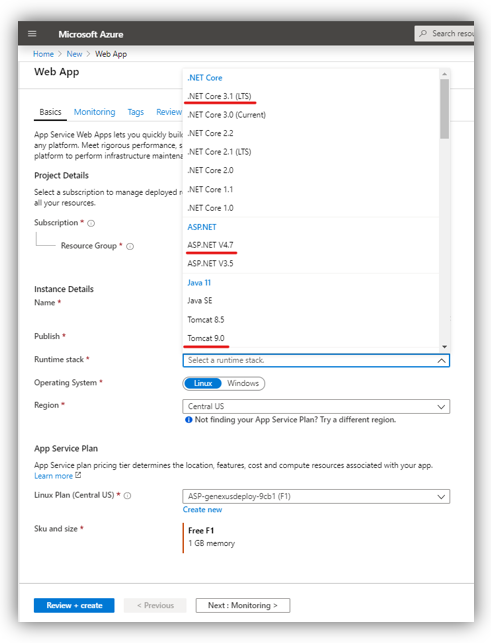 Microsoft Azure
Search resou
Home > New > Web App
Web App
Basics Monitoring Tags Review
App Service Web Apps lets you quickly buil
any platform. Meet rigorous performance, s
platform to perform infrastructure maintena
Project Details
Select a subscription to manage deployed r
all your resources.
Subscription *
Resource Group *
Instance Details
Name *
Publish *
.NET Core
.NET Core 3.1 (LTS)
.NET Core 3.0 (Current)
.NET Core 2.2
.NET Core 2.1 (LTS)
.NET Core 2.0
.NET Core 1.1
.NET Core 1.0
ASP.NET
ASP.NET V4.7
ASP.NET V3.5
Java 11
Java SE
Tomcat 8.5
Tomcat 9.0
Runtime stack * Select a runtime stack.
Operating System * Linux Windows
Region * Central US
Not finding your App Service Plan? Try a different region.
App Service Plan
App Service plan pricing tier determines the location, features, cost and compute resources associated with your app.
Learn more
Linux Plan (Central US) * ASP-genexusdeploy-9cb1 (F1)
Create new
Sku and size * Free F1
1 GB memory
Review + create < Previous Next : Monitoring >